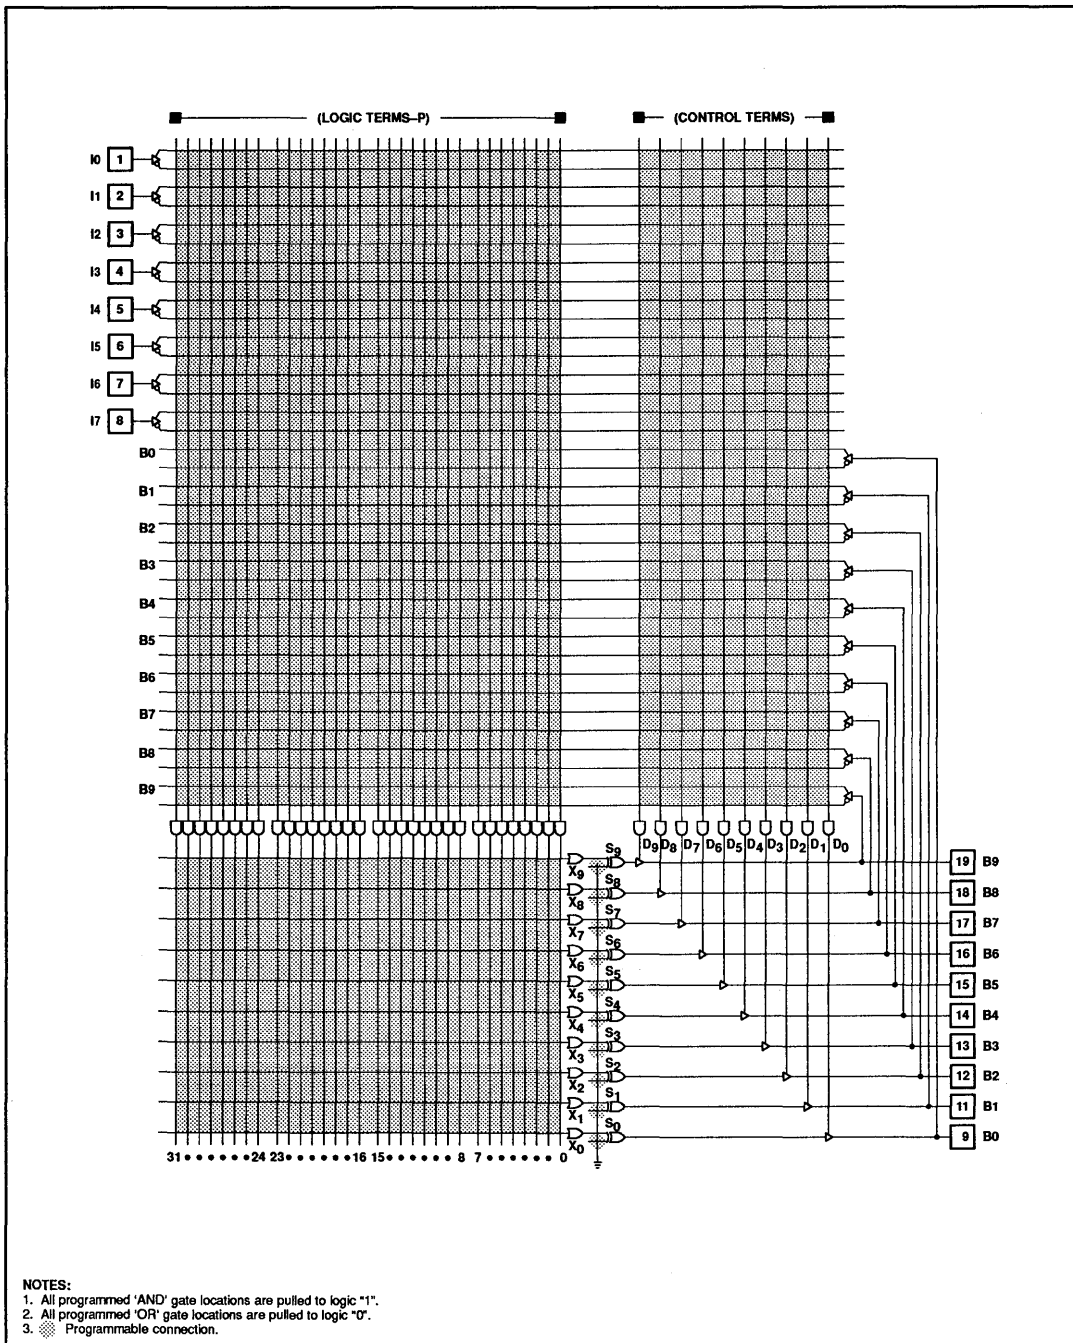 (LOGIC TERMS–P) (CONTROL TERMS)
I0 1
I1 2
I2 3
I3 4
I4 5
I5 6
I6 7
I7 8
B0
B1
B2
B3
B4
B5
B6
B7
B8
B9
S9 D9 D8 D7 D6 D5 D4 D3 D2 D1 D0
X9 19 B9
S8
X8 18 B8
S7
X7 17 B7
S6
X6 16 B6
S5
X5 15 B5
S4
X4 14 B4
S3
X3 13 B3
S2
X2 12 B2
S1
X1 11 B1
S0
X0 9 B0
31 24 23 16 15 8 7 0
NOTES:
1. All programmed 'AND' gate locations are pulled to logic "1".
2. All programmed 'OR' gate locations are pulled to logic "0".
3. Programmable connection.